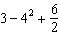 3 − 4² + 6/2